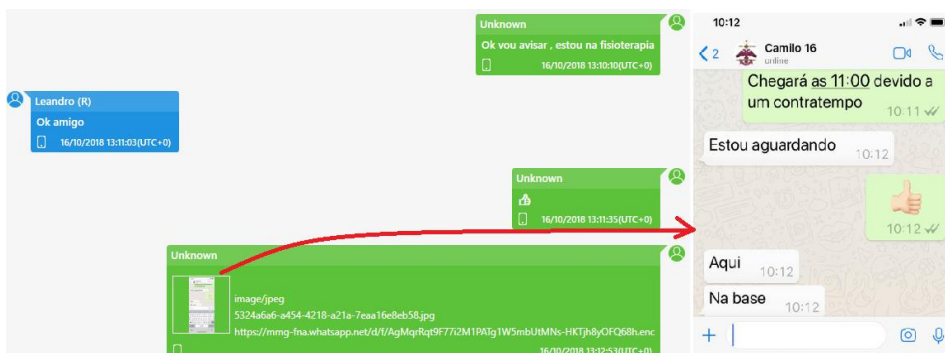 Unknown
Ok vou avisar , estou na fisioterapia
16/10/2018 13:10:10(UTC+0)
Leandro (R)
Ok amigo
16/10/2018 13:11:03(UTC+0)
Unknown
16/10/2018 13:11:35(UTC+0)
Unknown
image/jpeg
5324a6a6-a454-4218-a21a-7eaa16e8eb58.jpg
https://mmg-fna.whatsapp.net/d/f/AgMqrRqt9F77i2M1PATg1W5mbUtMNs-HKTjh8yOFQ68h.enc
16/10/2018 13:12:53(UTC+0)
10:12
2
Camilo 16
online
Chegará as 11:00 devido a
um contratempo
10:11
Estou aguardando
10:12
10:12
Aqui
10:12
Na base
10:12